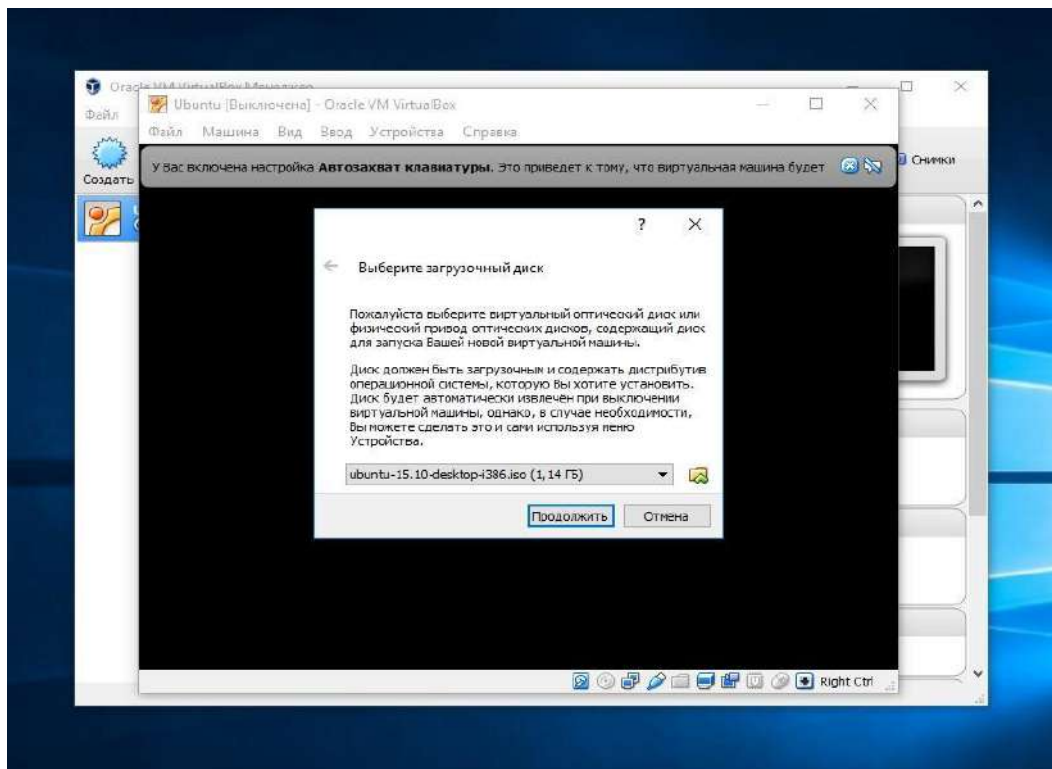 Oracle VM VirtualBox Менеджер
Файл
Ubuntu [Выключена] - Oracle VM VirtualBox
Файл Машина Вид Ввод Устройства Справка
Создать
У Вас включена настройка Автозахват клавиатуры. Это приведет к тому, что виртуальная машина будет
Снимки
?
Выберите загрузочный диск
Пожалуйста выберите виртуальный оптический диск или
физический привод оптических дисков, содержащий диск
для запуска Вашей новой виртуальной машины.
Диск должен быть загрузочным и содержать дистрибутив
операционной системы, которую Вы хотите установить.
Диск будет автоматически извлечён при выключении
виртуальной машины, однако, в случае необходимости,
Вы можете сделать это и сами используя меню
Устройства.
ubuntu-15.10-desktop-i386.iso (1,14 ГБ)
Продолжить Отмена
Right Ctrl